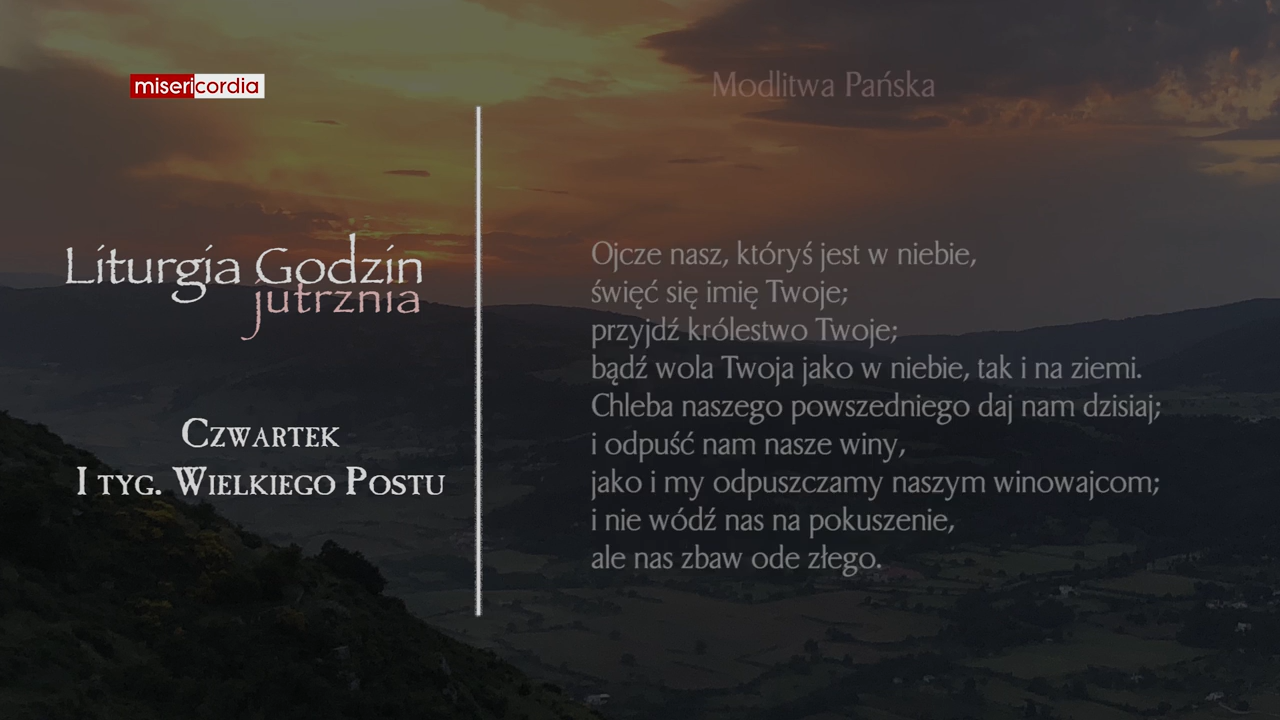 misericordia
Modlitwa Pańska
Liturgia Godzin
jutrznia
Czwartek
I tyg. Wielkiego Postu
Ojcze nasz, któryś jest w niebie,
święć się imię Twoje;
przyjdź królestwo Twoje;
bądź wola Twoja jako w niebie, tak i na ziemi.
Chleba naszego powszedniego daj nam dzisiaj;
i odpuść nam nasze winy,
jako i my odpuszczamy naszym winowajcom;
i nie wódź nas na pokuszenie,
ale nas zbaw ode złego.